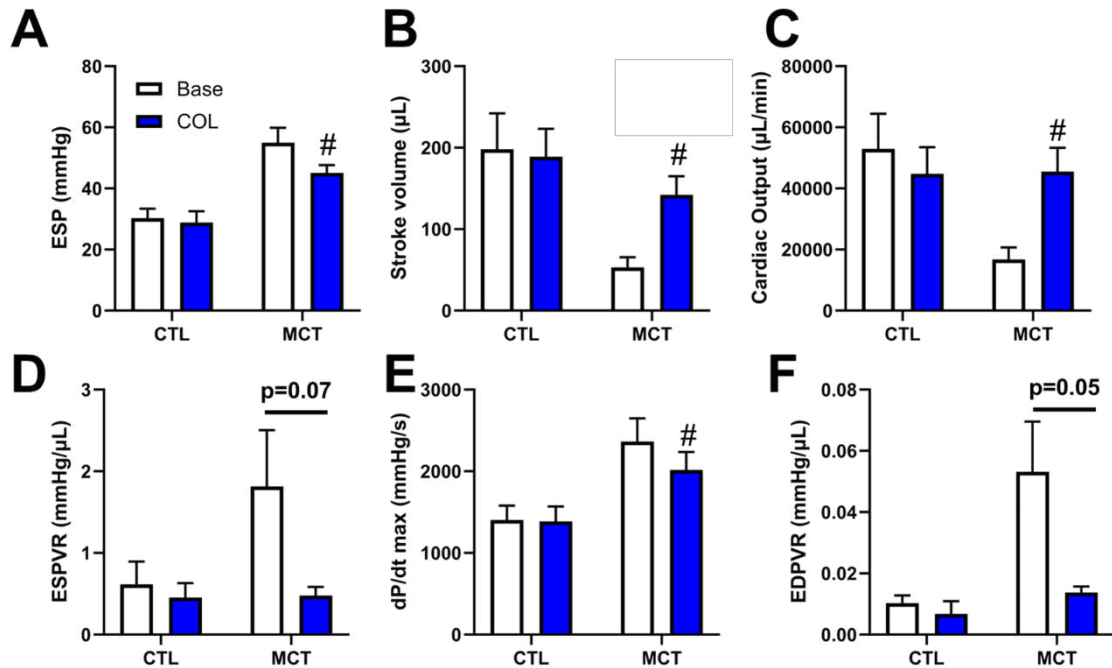 A
ESP (mmHg)
80
60
40
20
0
Base
COL
#
CTL
MCT
B
Stroke volume (µL)
300
200
100
0
#
CTL
MCT
C
Cardiac Output (µL/min)
80000
60000
40000
20000
0
#
CTL
MCT
D
ESPVR (mmHg/µL)
3
2
1
0
p=0.07
CTL
MCT
E
dP/dt max (mmHg/s)
3000
2000
1000
0
#
CTL
MCT
F
EDPVR (mmHg/µL)
0.08
0.06
0.04
0.02
0.00
p=0.05
CTL
MCT